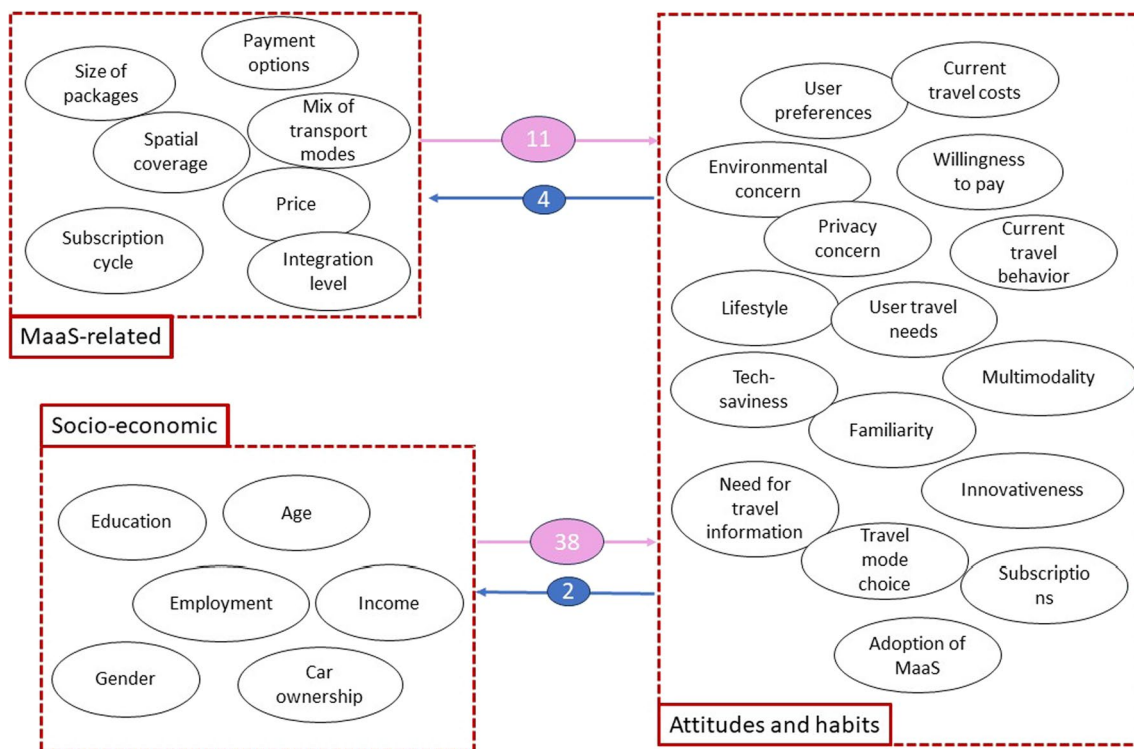 Payment
options
Size of
packages
Mix of
transport
modes
Spatial
coverage
Price
Subscription
cycle
Integration
level
MaaS-related
11
4
Socio-economic
Education
Age
Employment
Income
Gender
Car
ownership
38
2
Current
travel costs
User
preferences
Willingness
to pay
Environmental
concern
Privacy
concern
Current
travel
behavior
Lifestyle
User travel
needs
Multimodality
Tech-
saviness
Familiarity
Innovativeness
Need for
travel
information
Travel
mode
choice
Subscriptio
ns
Adoption of
MaaS
Attitudes and habits